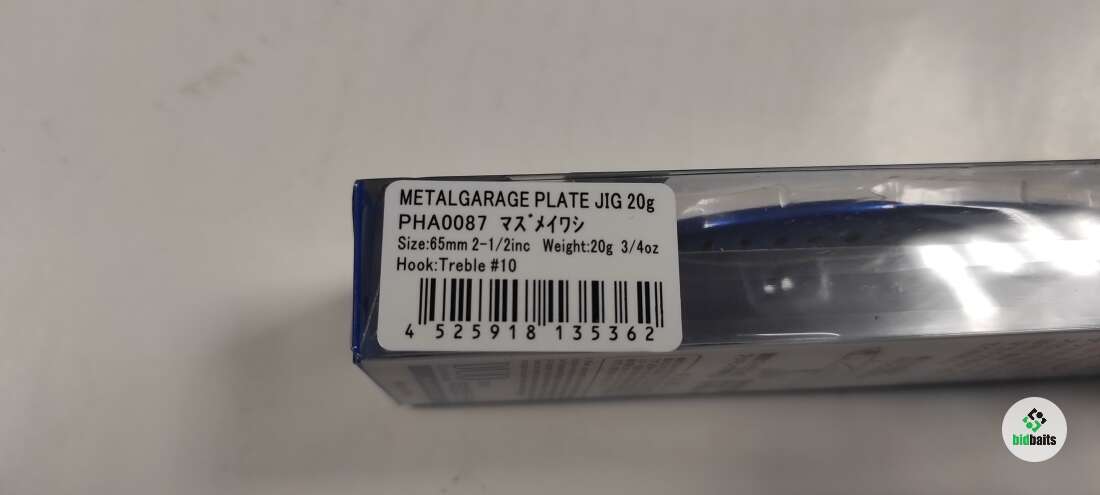 METALGARAGE PLATE JIG 20g
PHA0087 マズメイワシ
Size:65mm 2-1/2inc Weight:20g 3/4oz
Hook:Treble #10
4 525918 135362
bidbaits